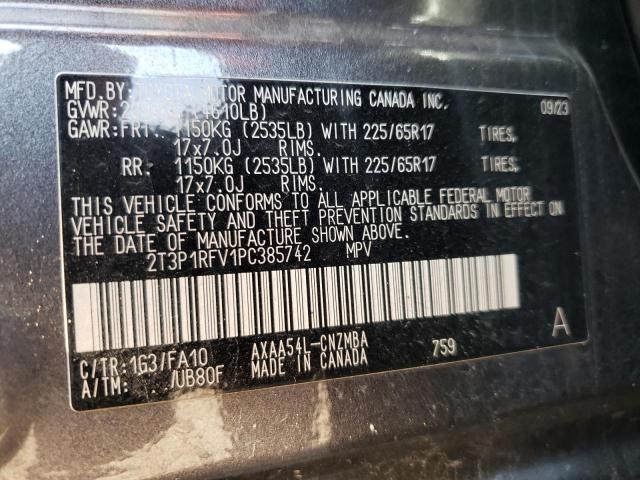 MFD.BY:TOYOTA MOTOR MANUFACTURING CANADA INC. 09/23
GVWR: (4610LB)
GAWR:FRT. 1150KG (2535LB) WITH 225/65R17 TIRES.
17x7.0J RIMS.
RR: 1150KG (2535LB) WITH 225/65R17 TIRES.
17x7.0J RIMS.
THIS VEHICLE CONFORMS TO ALL APPLICABLE FEDERAL MOTOR
VEHICLE SAFETY AND THEFT PREVENTION STANDARDS IN EFFECT ON
THE DATE OF MANUFACTURE SHOWN ABOVE.
2T3P1RFV1PC385742 MPV
A
C/TR:1G3/FA10 AXAA54L-CNZMBA 759
A/TM: /UB80F MADE IN CANADA